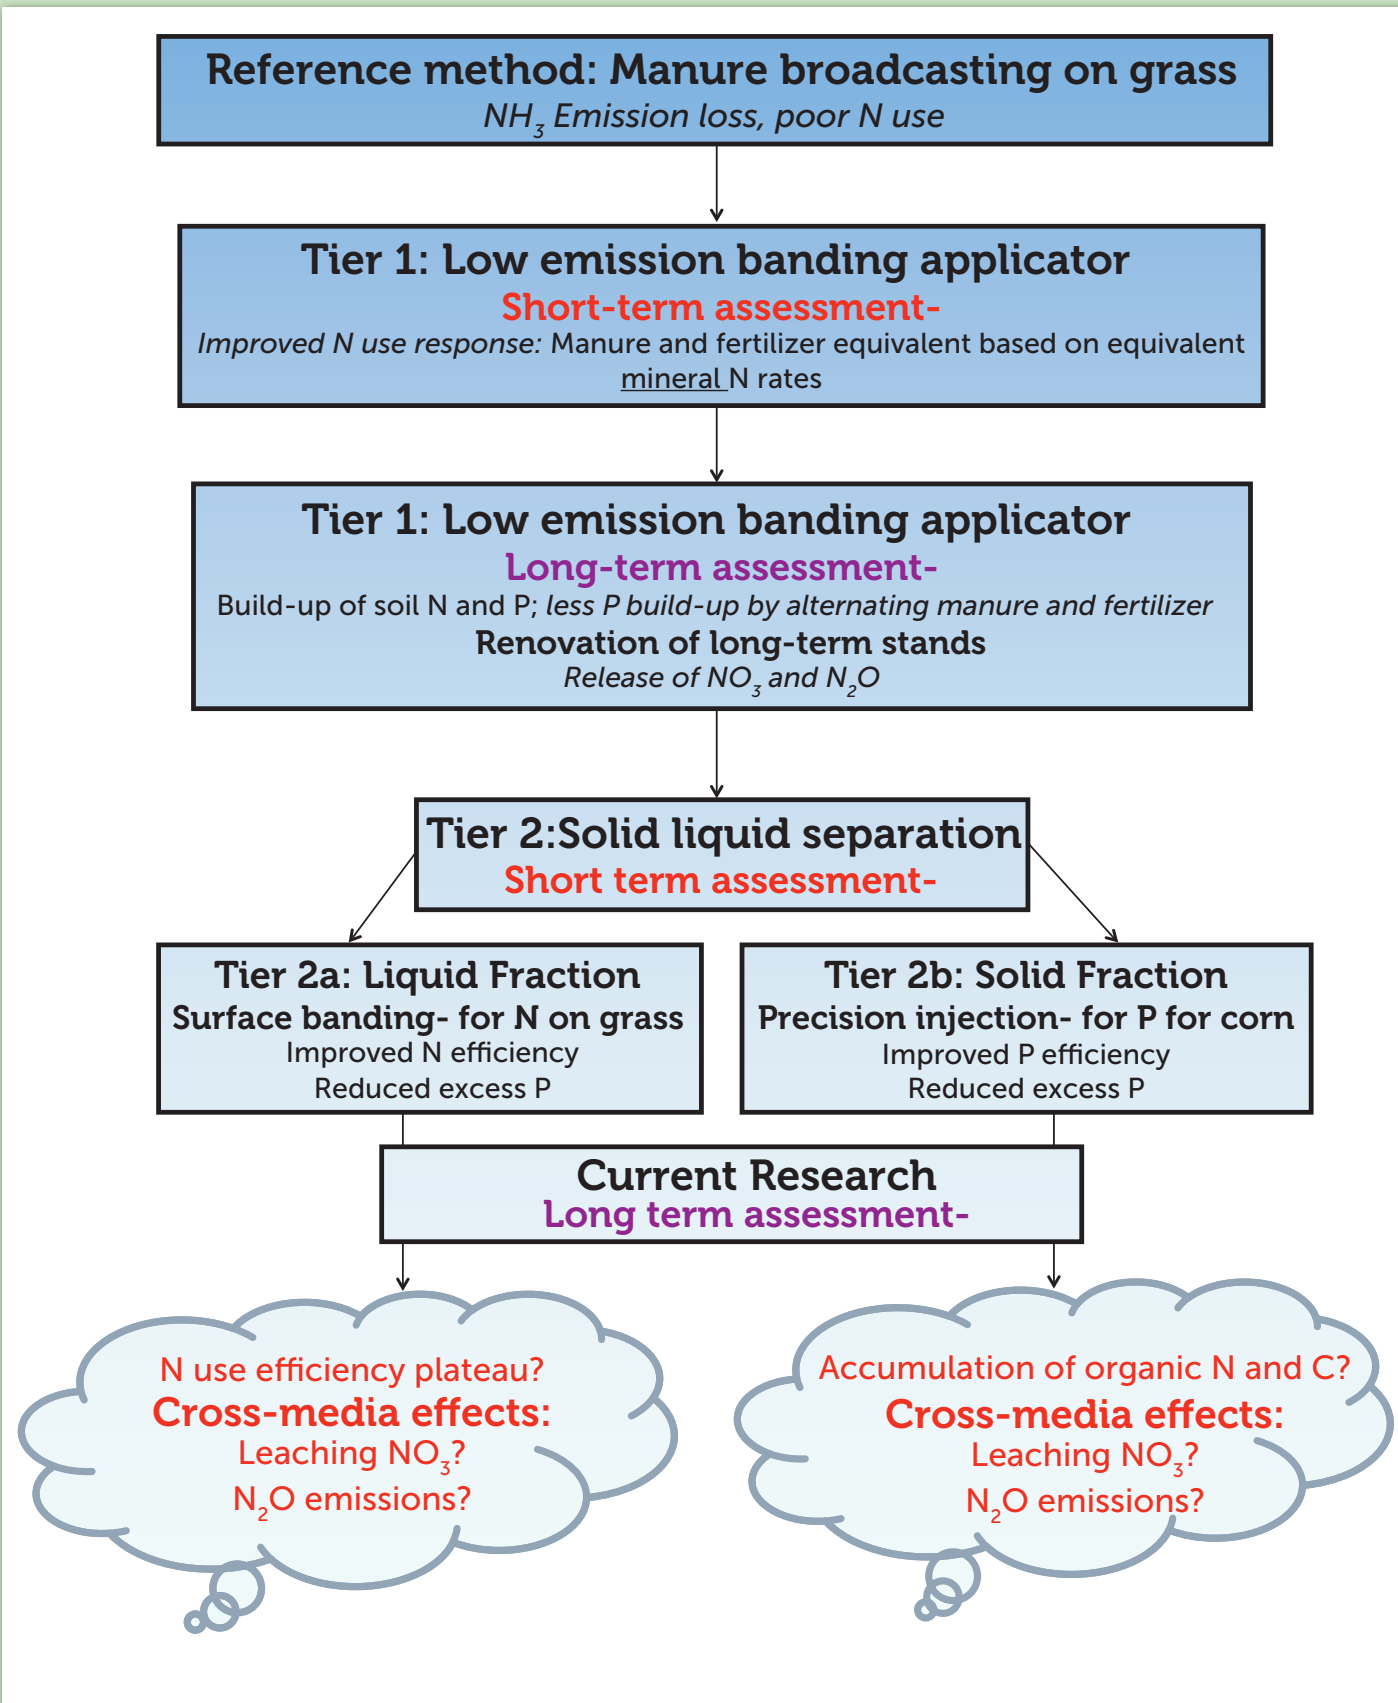 Reference method: Manure broadcasting on grass
NH₃ Emission loss, poor N use
Tier 1: Low emission banding applicator
Short-term assessment-
Improved N use response: Manure and fertilizer equivalent based on equivalent
mineral N rates
Tier 1: Low emission banding applicator
Long-term assessment-
Build-up of soil N and P; less P build-up by alternating manure and fertilizer
Renovation of long-term stands
Release of NO₃ and N₂O
Tier 2:Solid liquid separation
Short term assessment-
Tier 2a: Liquid Fraction
Surface banding- for N on grass
Improved N efficiency
Reduced excess P
Tier 2b: Solid Fraction
Precision injection- for P for corn
Improved P efficiency
Reduced excess P
Current Research
Long term assessment-
N use efficiency plateau?
Cross-media effects:
Leaching NO₃?
N₂O emissions?
Accumulation of organic N and C?
Cross-media effects:
Leaching NO₃?
N₂O emissions?